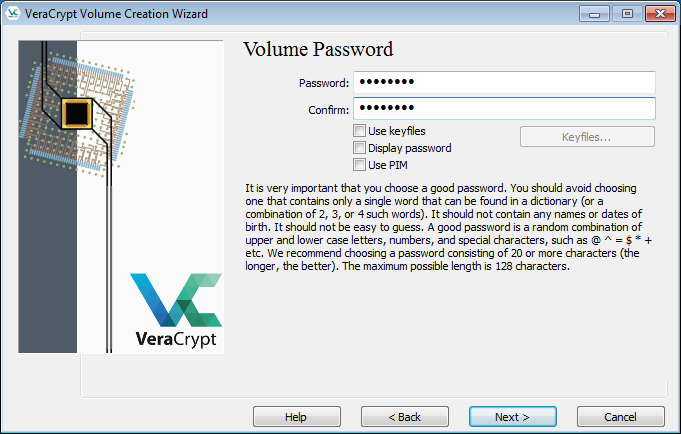 VeraCrypt Volume Creation Wizard
Volume Password
Password: ••••••••
Confirm: ••••••••
Use keyfiles
Keyfiles...
Display password
Use PIM
It is very important that you choose a good password. You should avoid choosing
one that contains only a single word that can be found in a dictionary (or a
combination of 2, 3, or 4 such words). It should not contain any names or dates of
birth. It should not be easy to guess. A good password is a random combination of
upper and lower case letters, numbers, and special characters, such as @ ^ = $ * +
etc. We recommend choosing a password consisting of 20 or more characters (the
longer, the better). The maximum possible length is 128 characters.
VeraCrypt
Help
< Back
Next >
Cancel